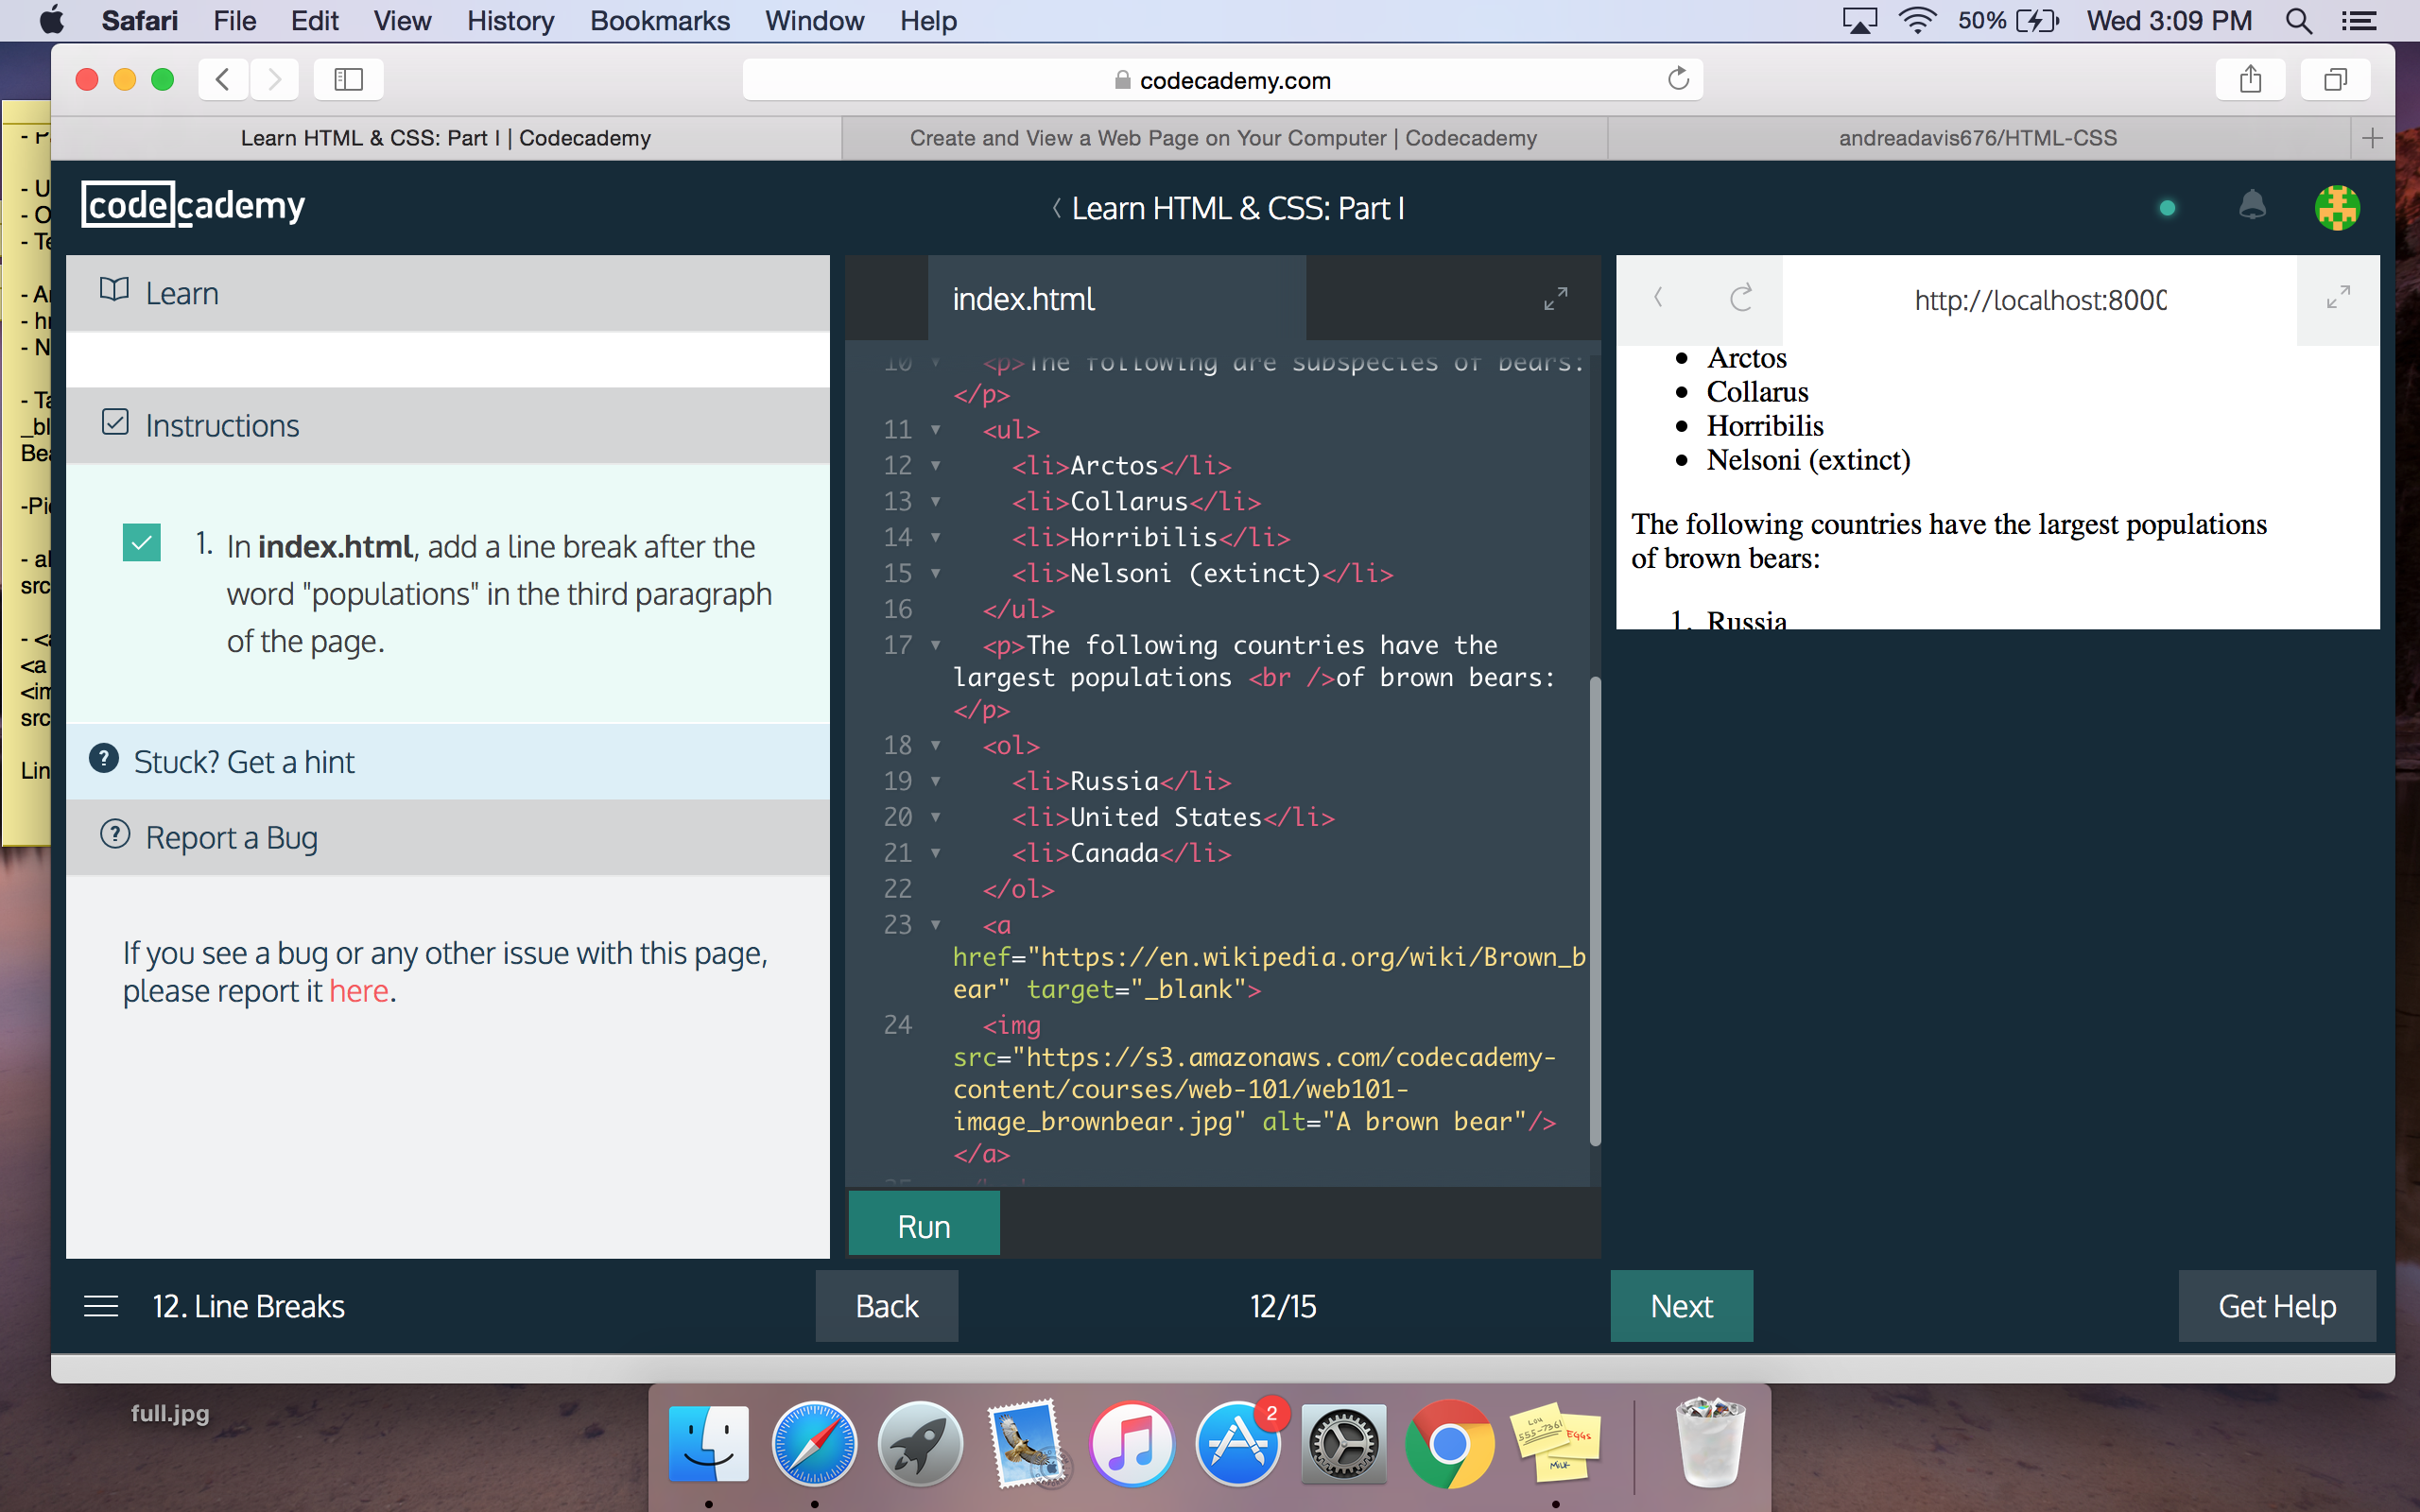 Safari File Edit View History Bookmarks Window Help 50% Wed 3:09 PM
codecademy.com
Learn HTML & CSS: Part I | Codecademy
Create and View a Web Page on Your Computer | Codecademy
andreadavis676/HTML-CSS
codecademy
Learn HTML & CSS: Part I
Learn
Instructions
1. In index.html, add a line break after the
word "populations" in the third paragraph
of the page.
Stuck? Get a hint
Report a Bug
If you see a bug or any other issue with this page,
please report it here.
index.html
10 <p>The following are subspecies of bears:
</p>
11 <ul>
12 <li>Arctos</li>
13 <li>Collarus</li>
14 <li>Horribilis</li>
15 <li>Nelsoni (extinct)</li>
16 </ul>
17 <p>The following countries have the
largest populations <br />of brown bears:
</p>
18 <ol>
19 <li>Russia</li>
20 <li>United States</li>
21 <li>Canada</li>
22 </ol>
23 <a
href="https://en.wikipedia.org/wiki/Brown_b
ear" target="_blank">
24 <img
src="https://s3.amazonaws.com/codecademy-
content/courses/web-101/web101-
image_brownbear.jpg" alt="A brown bear"/>
</a>
Run
http://localhost:8000
Arctos
Collarus
Horribilis
Nelsoni (extinct)
The following countries have the largest populations
of brown bears:
1. Russia
12. Line Breaks
Back
12/15
Next
Get Help
full.jpg
2